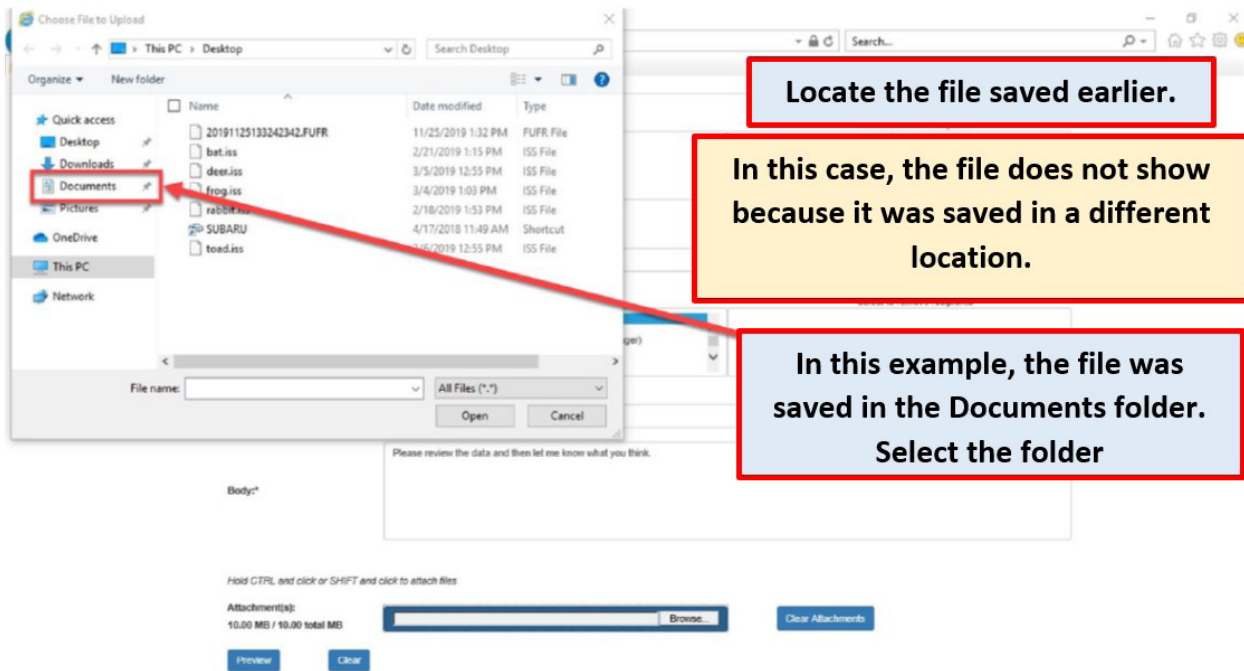 Choose File to Upload
This PC > Desktop
Search Desktop
Search...
Organize
New folder
Locate the file saved earlier.
Quick access
Desktop
Downloads
Documents
Pictures
OneDrive
This PC
Network
Name Date modified Type
20191125133242342.FUFR 11/25/2019 1:32 PM FUFR File
bat.iss 2/21/2019 1:15 PM ISS File
deer.iss 3/5/2019 12:55 PM ISS File
frog.iss 3/4/2019 1:03 PM ISS File
rabbit.iss 2/18/2019 1:53 PM ISS File
SUBARU 4/17/2018 11:49 AM Shortcut
toad.iss /6/2019 12:55 PM ISS File
In this case, the file does not show
because it was saved in a different
location.
ger)
File name:
All Files (*.*)
Open Cancel
In this example, the file was
saved in the Documents folder.
Select the folder
Please review the data and then let me know what you think.
Body:*
Hold CTRL and click or SHIFT and click to attach files
Attachment(s):
10.00 MB / 10.00 total MB
Browse...
Clear Attachments
Preview Clear